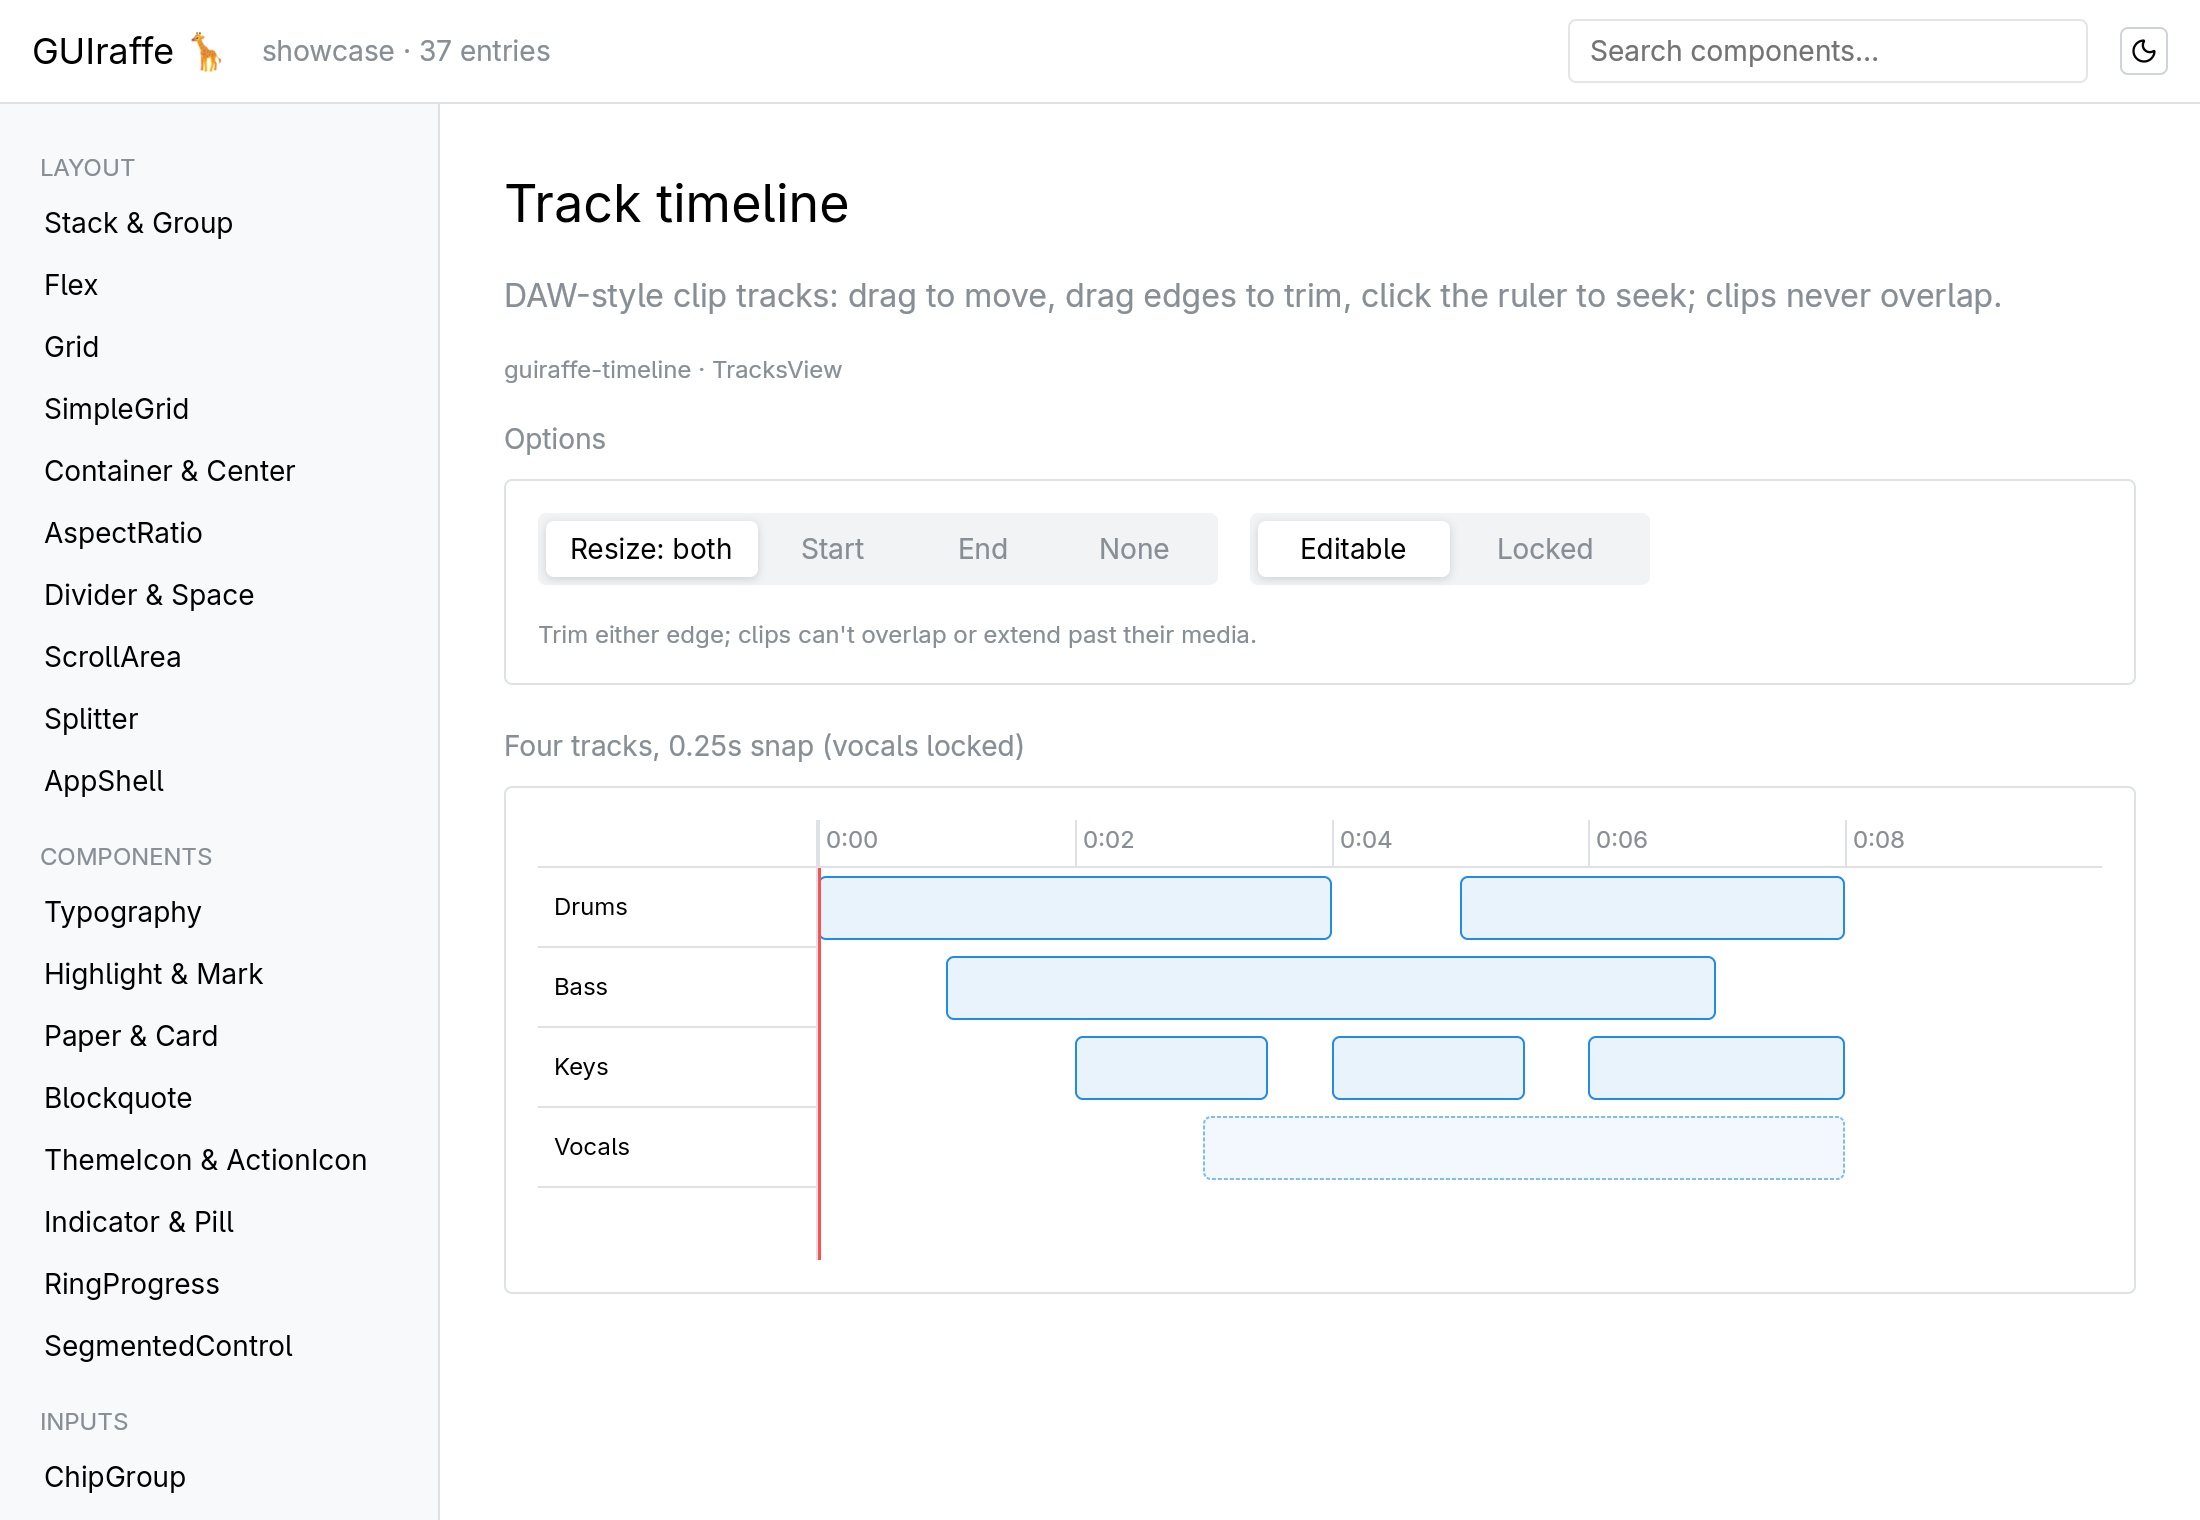 GUIraffe 🦒 showcase · 37 entries
Search components...
LAYOUT
Stack & Group
Flex
Grid
SimpleGrid
Container & Center
AspectRatio
Divider & Space
ScrollArea
Splitter
AppShell
COMPONENTS
Typography
Highlight & Mark
Paper & Card
Blockquote
ThemeIcon & ActionIcon
Indicator & Pill
RingProgress
SegmentedControl
INPUTS
ChipGroup
Track timeline
DAW-style clip tracks: drag to move, drag edges to trim, click the ruler to seek; clips never overlap.
guiraffe-timeline · TracksView
Options
Resize: both Start End None Editable Locked
Trim either edge; clips can't overlap or extend past their media.
Four tracks, 0.25s snap (vocals locked)
0:00 0:02 0:04 0:06 0:08
Drums
Bass
Keys
Vocals